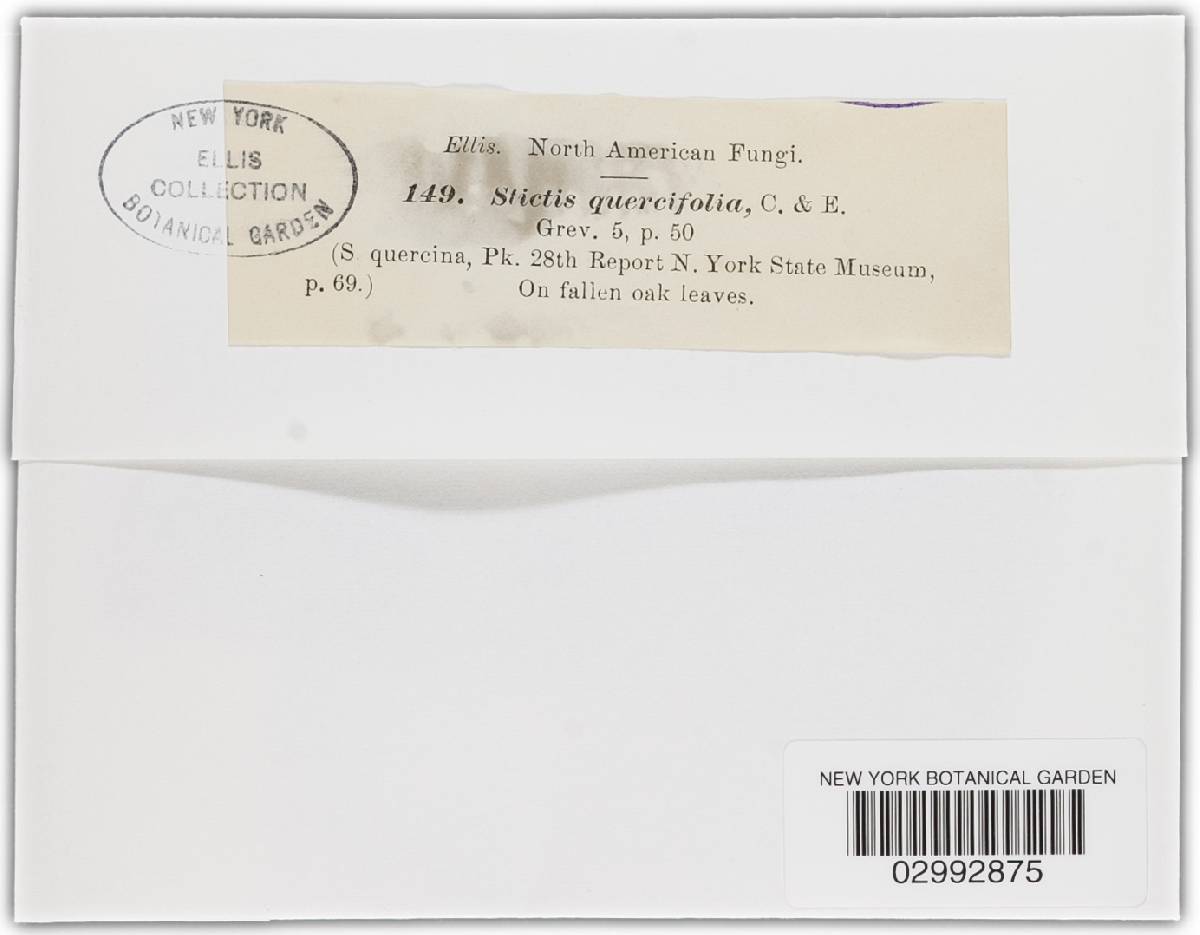 NEW YORK
ELLIS
COLLECTION
BOTANICAL GARDEN
Ellis. North American Fungi.
149. Stictis quercifolia, C. & E.
Grev. 5, p. 50
(S quercina, Pk. 28th Report N. York State Museum,
p. 69.) On fallen oak leaves.
NEW YORK BOTANICAL GARDEN
02992875